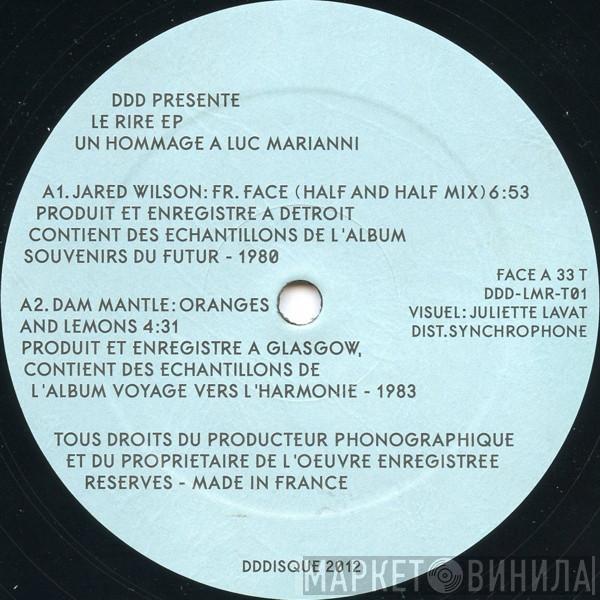 DDD PRESENTE
LE RIRE EP
UN HOMMAGE A LUC MARIANNI
A1. JARED WILSON: FR. FACE (HALF AND HALF MIX) 6:53
PRODUIT ET ENREGISTRE A DETROIT
CONTIENT DES ECHANTILLONS DE L'ALBUM
SOUVENIRS DU FUTUR - 1980
A2. DAM MANTLE: ORANGES
AND LEMONS 4:31
PRODUIT ET ENREGISTRE A GLASGOW,
CONTIENT DES ECHANTILLONS DE
L'ALBUM VOYAGE VERS L'HARMONIE - 1983
FACE A 33 T
DDD-LMR-T01
VISUEL: JULIETTE LAVAT
DIST. SYNCHROPHONE
TOUS DROITS DU PRODUCTEUR PHONOGRAPHIQUE
ET DU PROPRIETAIRE DE L'OEUVRE ENREGISTREE
RESERVES - MADE IN FRANCE
DDDISQUE 2012
МАРКЕТ ВИНИЛА